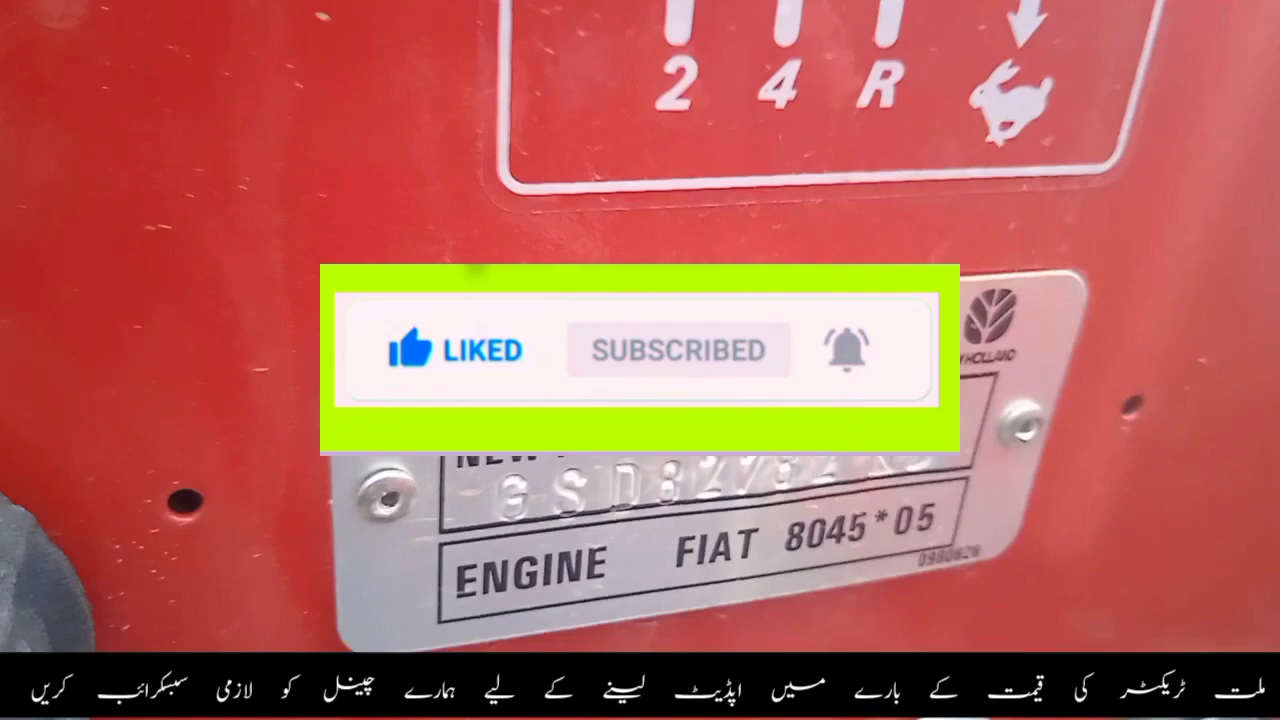 2 4 R
LIKED SUBSCRIBED
ENGINE FIAT 8045*05
ملت ٹریکٹر کی قیمت کے بارے میں اپڈیٹ لینے کے لیے ہمارے چینل کو لازمی سبسکرائب کریں